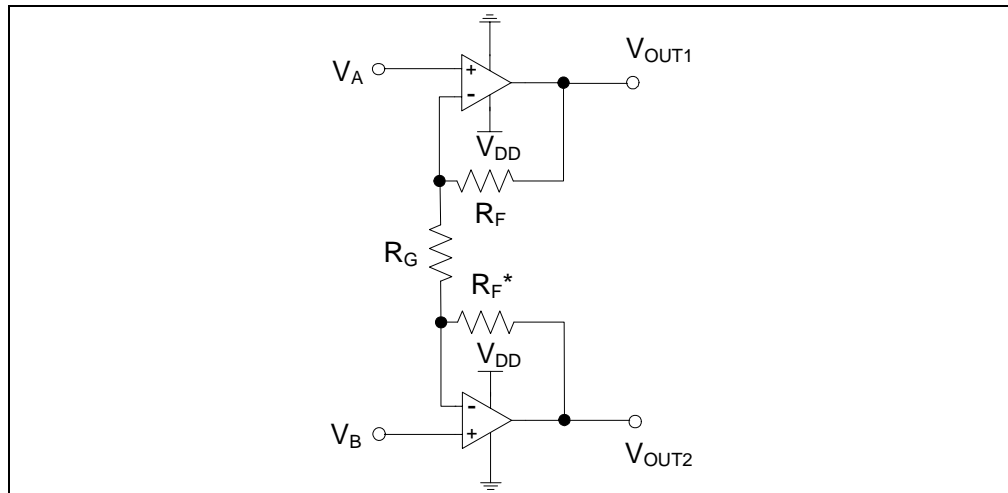 V_OUT1
V_A
+
-
V_DD
R_F
R_G
R_F*
V_DD
-
V_B
+
V_OUT2